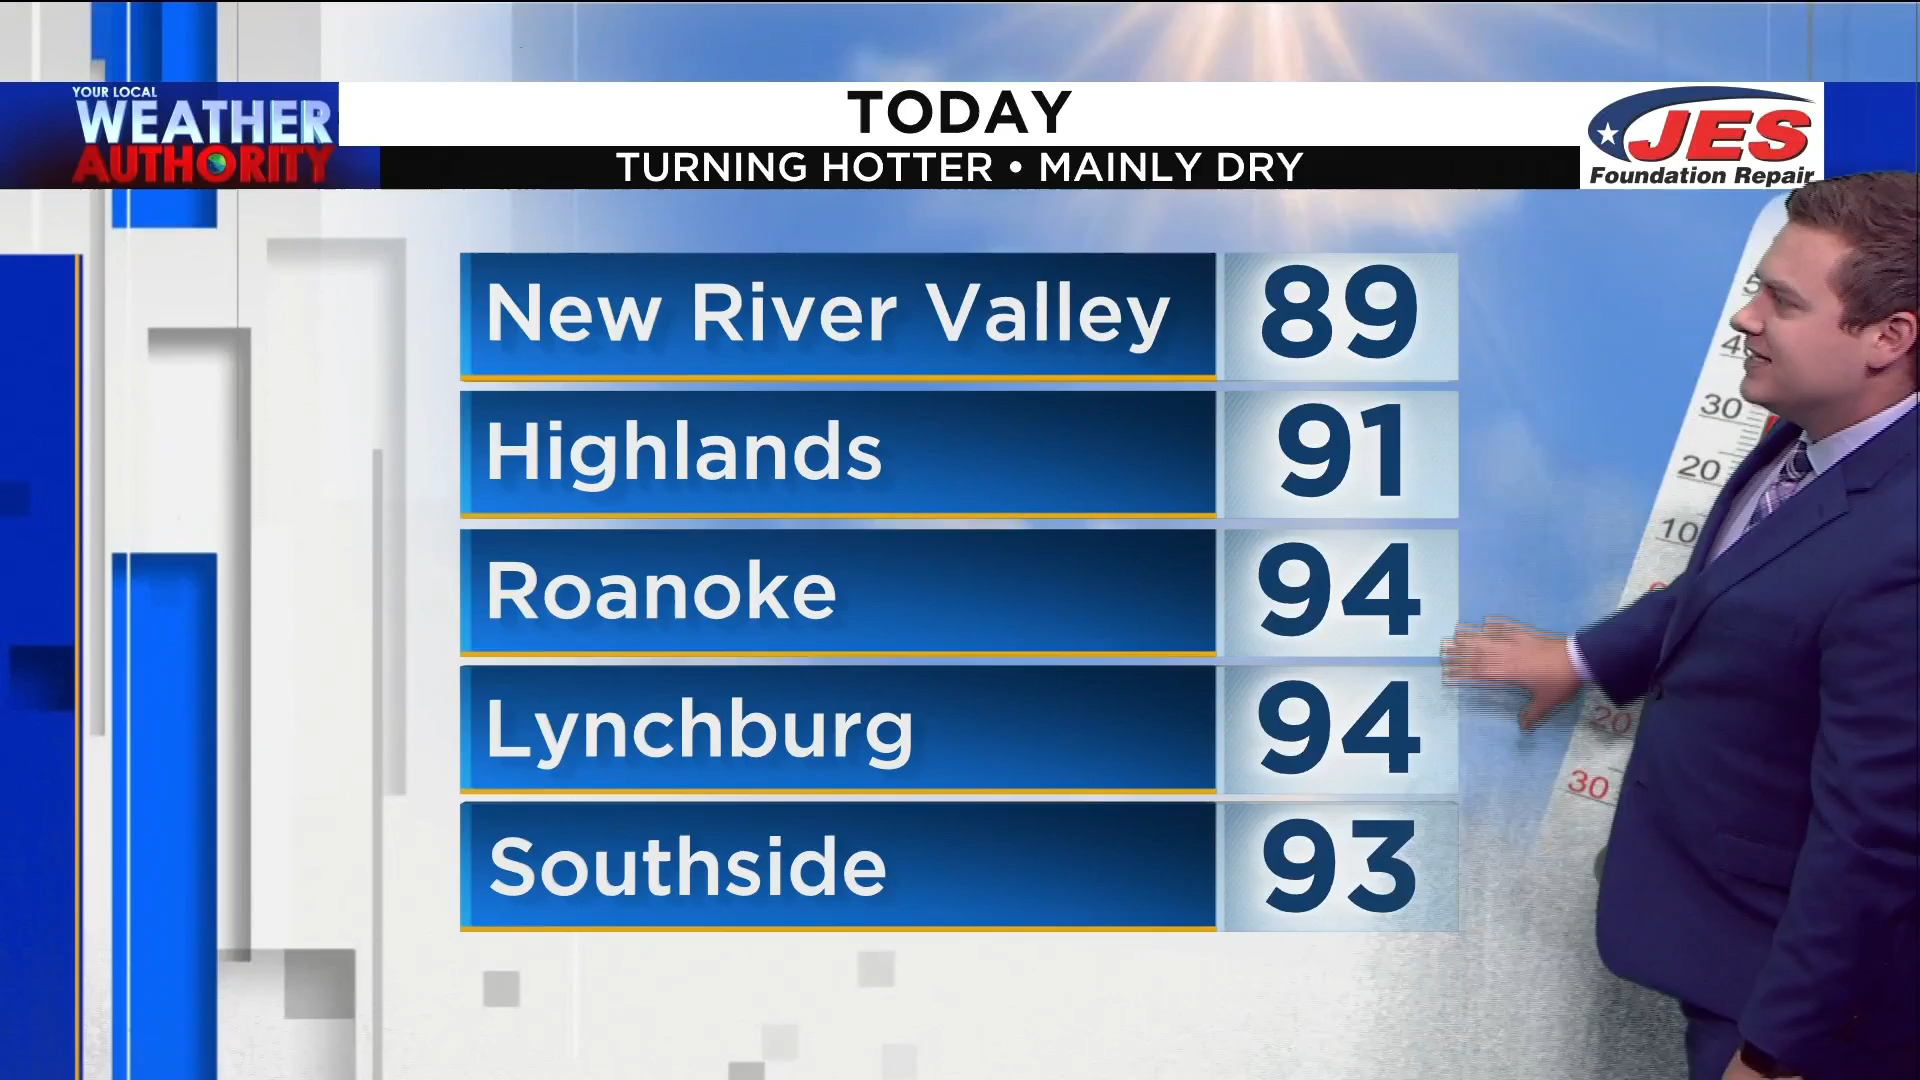 YOUR LOCAL
WEATHER
AUTHORITY
TODAY
TURNING HOTTER • MAINLY DRY
JES
Foundation Repair
New River Valley 89
Highlands 91
Roanoke 94
Lynchburg 94
Southside 93
30
20
10
20
30